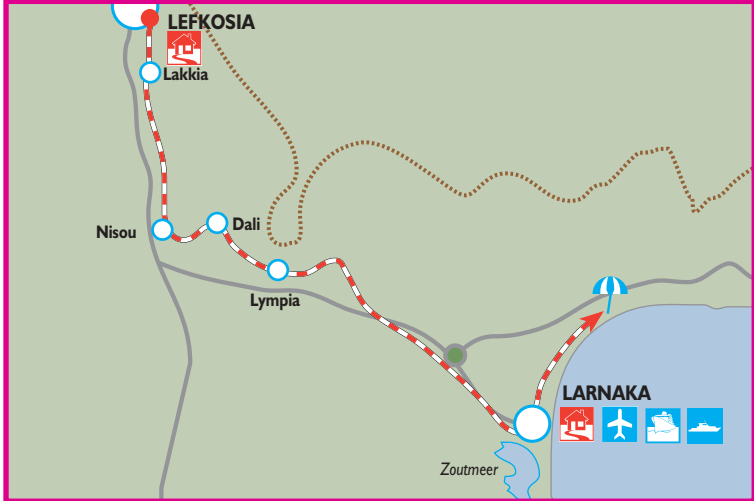 LEFKOSIA
Lakkia
Nisou
Dali
Lympia
LARNAKA
Zoutmeer